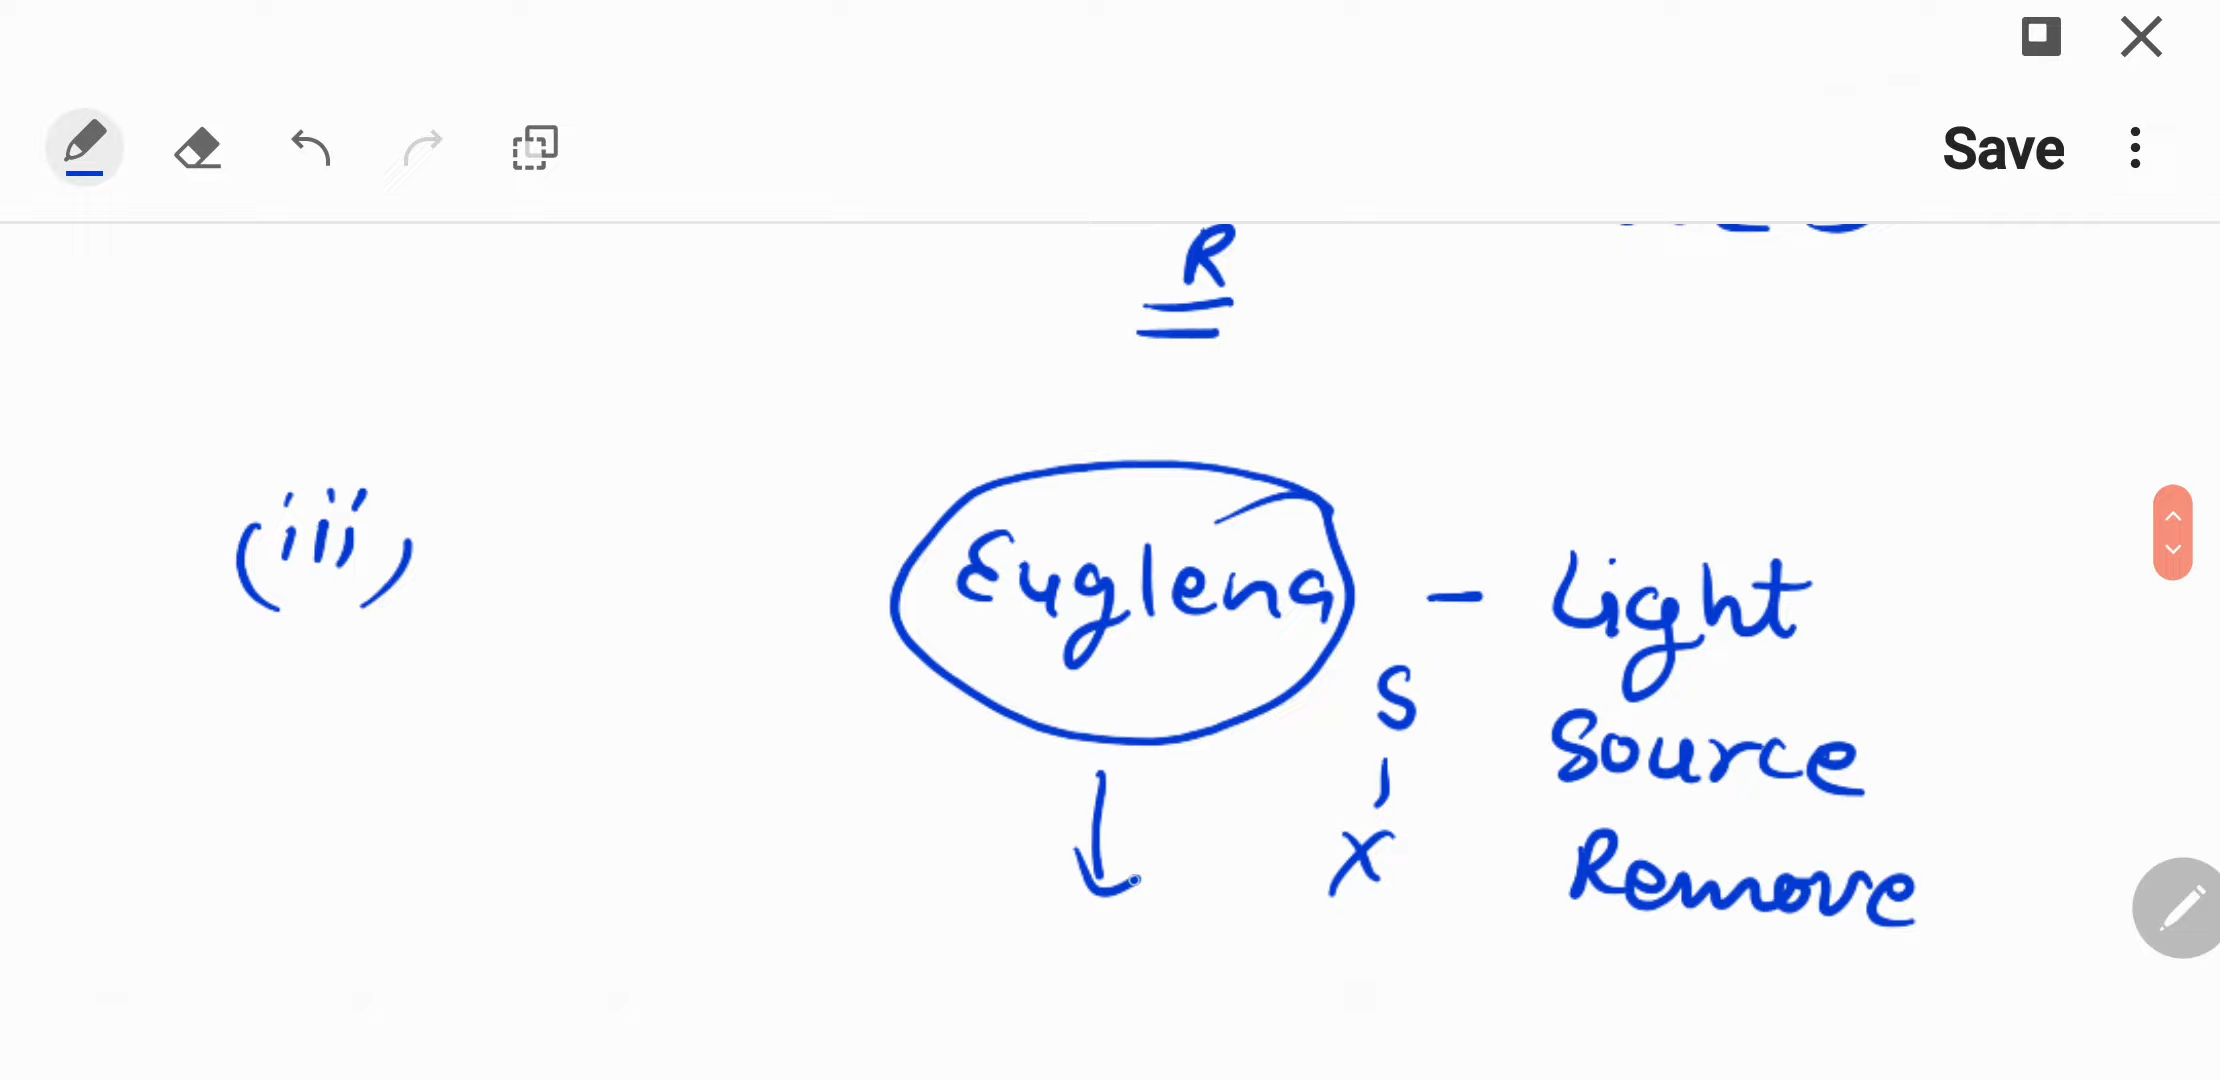 Save
R
(iii)
Euglena - Light
S
Source
X
Remove